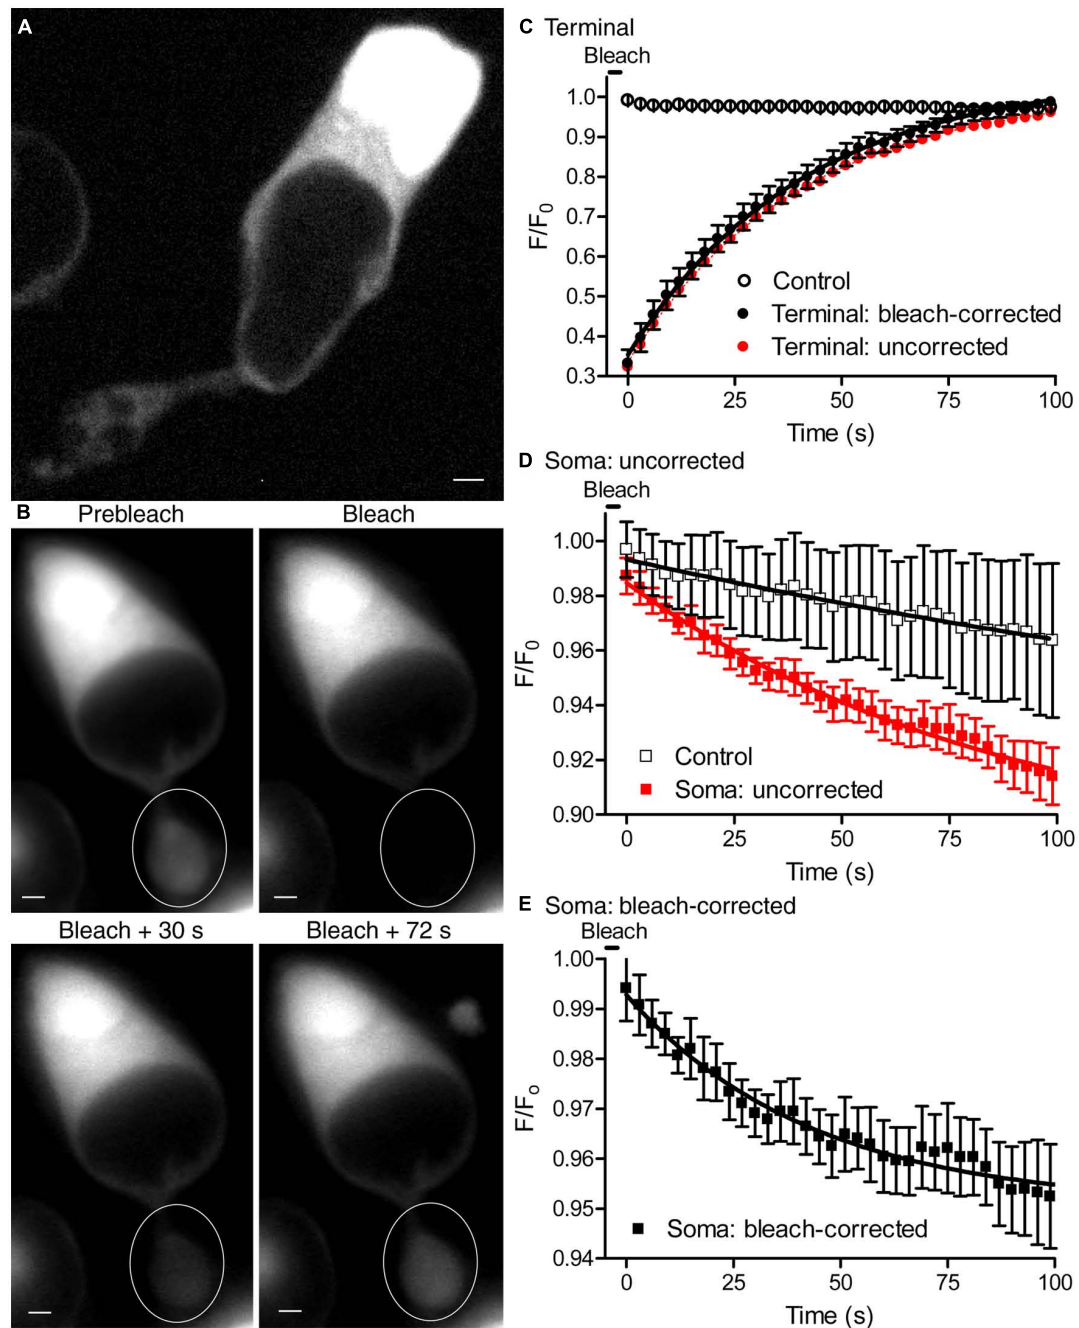 A
B
Prebleach
Bleach
Bleach + 30 s
Bleach + 72 s
C Terminal
Bleach
1.0
0.9
0.8
0.7
0.6
0.5
0.4
0.3
F/F0
Control
Terminal: bleach-corrected
Terminal: uncorrected
0 25 50 75 100
Time (s)
D Soma: uncorrected
Bleach
1.00
0.98
0.96
0.94
0.92
0.90
F/F0
Control
Soma: uncorrected
0 25 50 75 100
Time (s)
E Soma: bleach-corrected
Bleach
1.00
0.99
0.98
0.97
0.96
0.95
0.94
F/Fo
Soma: bleach-corrected
0 25 50 75 100
Time (s)